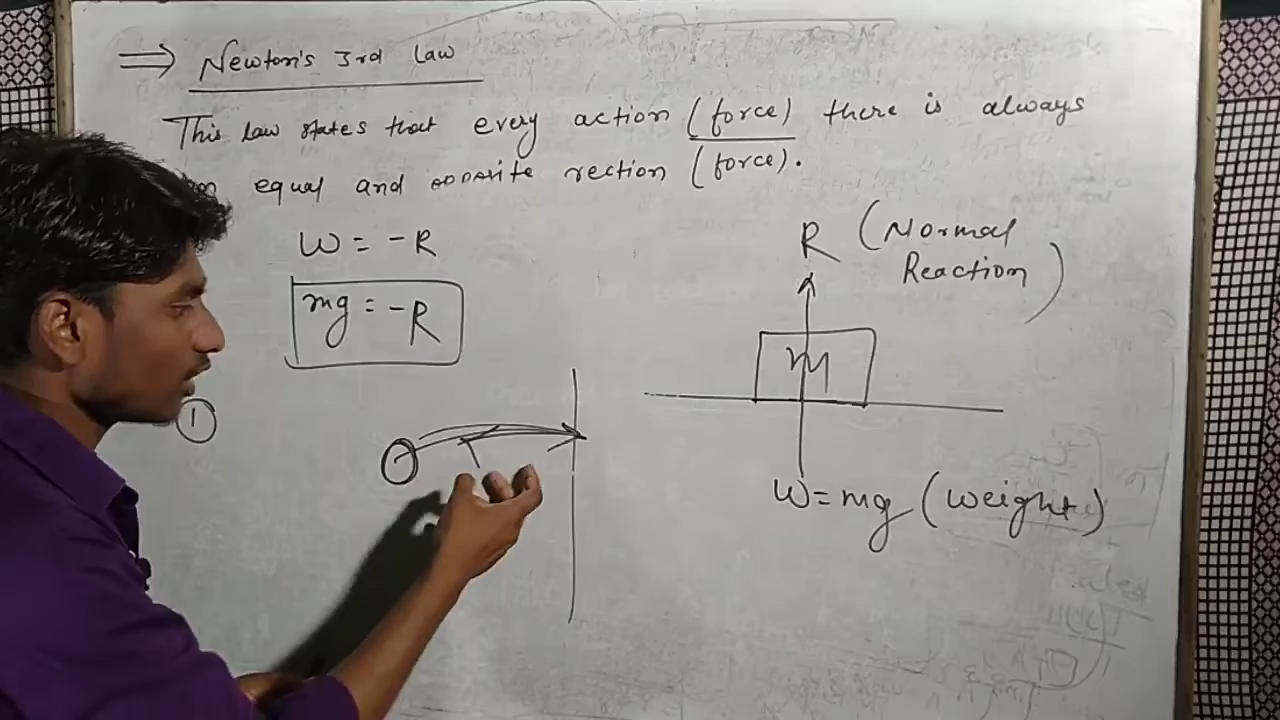 ⇒ Newton's 3rd Law
This law states that every action (force) there is always
equal and opposite rection (force).
W = -R
mg = -R
R (Normal
Reaction)
m
W = mg (weight)
1